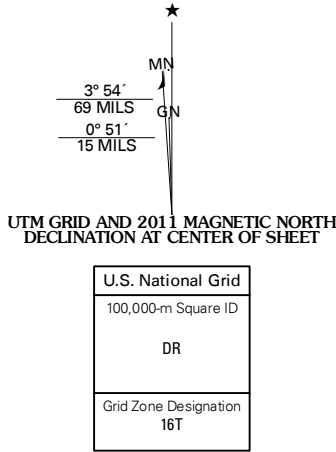 ★
MN
3° 54´
69 MILS
GN
0° 51´
15 MILS
UTM GRID AND 2011 MAGNETIC NORTH
DECLINATION AT CENTER OF SHEET
U.S. National Grid
100,000-m Square ID
DR
Grid Zone Designation
16T